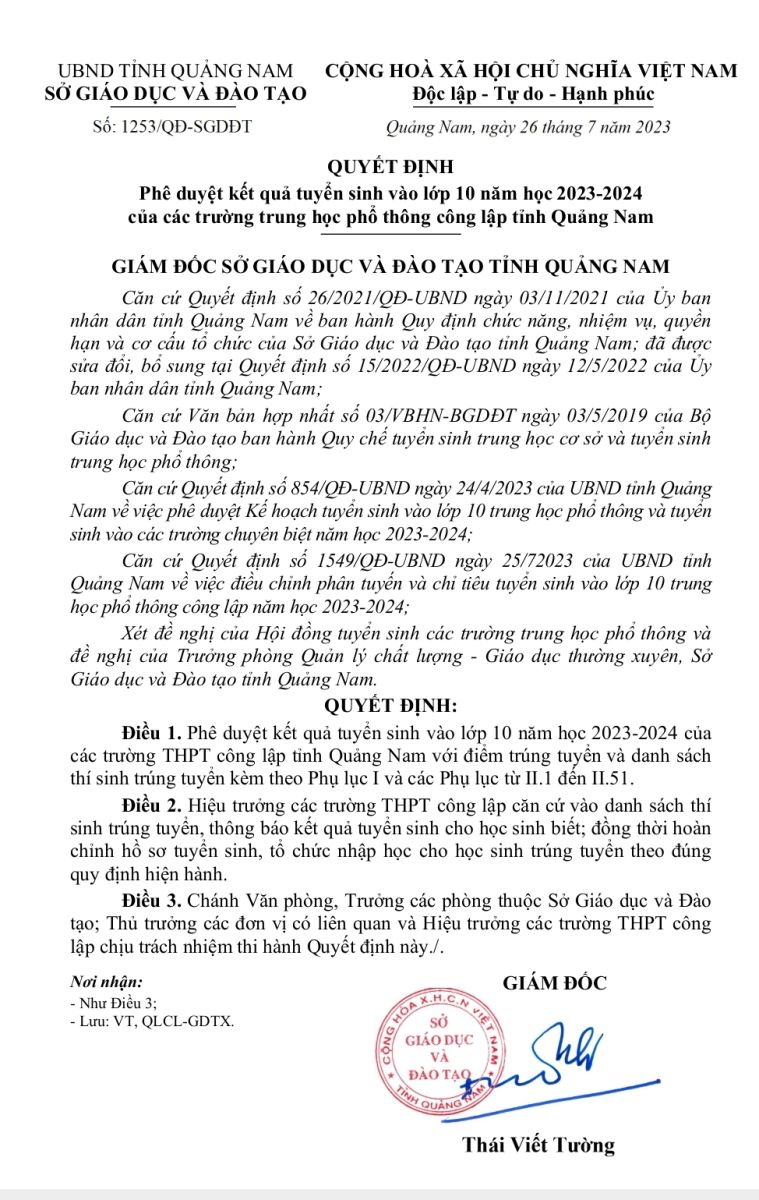 UBND TỈNH QUẢNG NAM
SỞ GIÁO DỤC VÀ ĐÀO TẠO
CỘNG HOÀ XÃ HỘI CHỦ NGHĨA VIỆT NAM
Độc lập - Tự do - Hạnh phúc
Số: 1253/QĐ-SGDĐT
Quảng Nam, ngày 26 tháng 7 năm 2023
QUYẾT ĐỊNH
Phê duyệt kết quả tuyển sinh vào lớp 10 năm học 2023-2024
của các trường trung học phổ thông công lập tỉnh Quảng Nam
GIÁM ĐỐC SỞ GIÁO DỤC VÀ ĐÀO TẠO TỈNH QUẢNG NAM
Căn cứ Quyết định số 26/2021/QĐ-UBND ngày 03/11/2021 của Ủy ban
nhân dân tỉnh Quảng Nam về ban hành Quy định chức năng, nhiệm vụ, quyền
hạn và cơ cấu tổ chức của Sở Giáo dục và Đào tạo tỉnh Quảng Nam; đã được
sửa đổi, bổ sung tại Quyết định số 15/2022/QĐ-UBND ngày 12/5/2022 của Ủy
ban nhân dân tỉnh Quảng Nam;
Căn cứ Văn bản hợp nhất số 03/VBHN-BGDĐT ngày 03/5/2019 của Bộ
Giáo dục và Đào tạo ban hành Quy chế tuyển sinh trung học cơ sở và tuyển sinh
trung học phổ thông;
Căn cứ Quyết định số 854/QĐ-UBND ngày 24/4/2023 của UBND tỉnh Quảng
Nam về việc phê duyệt Kế hoạch tuyển sinh vào lớp 10 trung học phổ thông và tuyển
sinh vào các trường chuyên biệt năm học 2023-2024;
Căn cứ Quyết định số 1549/QĐ-UBND ngày 25/72023 của UBND tỉnh
Quảng Nam về việc điều chỉnh phân tuyến và chỉ tiêu tuyển sinh vào lớp 10 trung
học phổ thông công lập năm học 2023-2024;
Xét đề nghị của Hội đồng tuyển sinh các trường trung học phổ thông và
đề nghị của Trưởng phòng Quản lý chất lượng - Giáo dục thường xuyên, Sở
Giáo dục và Đào tạo tỉnh Quảng Nam.
QUYẾT ĐỊNH:
Điều 1. Phê duyệt kết quả tuyển sinh vào lớp 10 năm học 2023-2024 của
các trường THPT công lập tỉnh Quảng Nam với điểm trúng tuyển và danh sách
thí sinh trúng tuyển kèm theo Phụ lục I và các Phụ lục từ II.1 đến II.51.
Điều 2. Hiệu trưởng các trường THPT công lập căn cứ vào danh sách thí
sinh trúng tuyển, thông báo kết quả tuyển sinh cho học sinh biết; đồng thời hoàn
chỉnh hồ sơ tuyển sinh, tổ chức nhập học cho học sinh trúng tuyển theo đúng
quy định hiện hành.
Điều 3. Chánh Văn phòng, Trưởng các phòng thuộc Sở Giáo dục và Đào
tạo; Thủ trưởng các đơn vị có liên quan và Hiệu trưởng các trường THPT công
lập chịu trách nhiệm thi hành Quyết định này./.
Nơi nhận:
- Như Điều 3;
- Lưu: VT, QLCL-GDTX.
GIÁM ĐỐC
CỘNG HÒA X.H.C.N VIỆT NAM
SỞ
GIÁO DỤC
VÀ
ĐÀO TẠO
TỈNH QUẢNG NAM
Thái Viết Tường